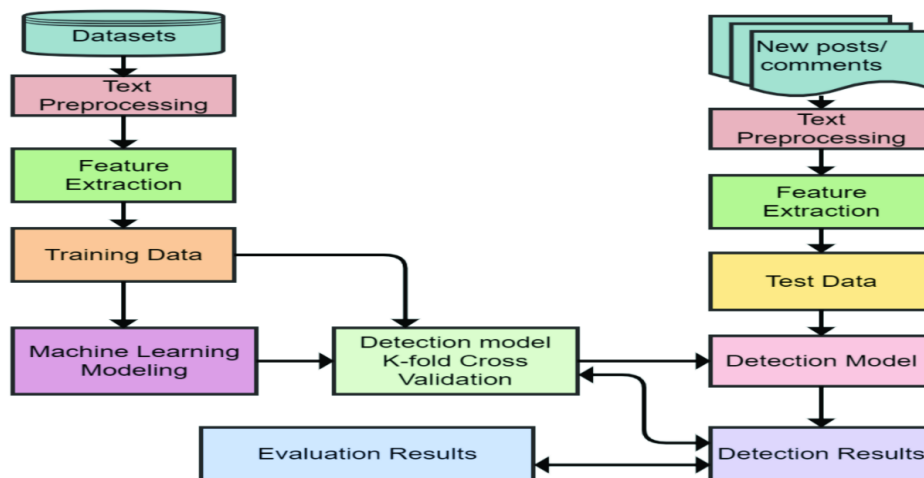 Datasets
Text
Preprocessing
Feature
Extraction
Training Data
Machine Learning
Modeling
Detection model
K-fold Cross
Validation
New posts/
comments
Text
Preprocessing
Feature
Extraction
Test Data
Detection Model
Detection Results
Evaluation Results